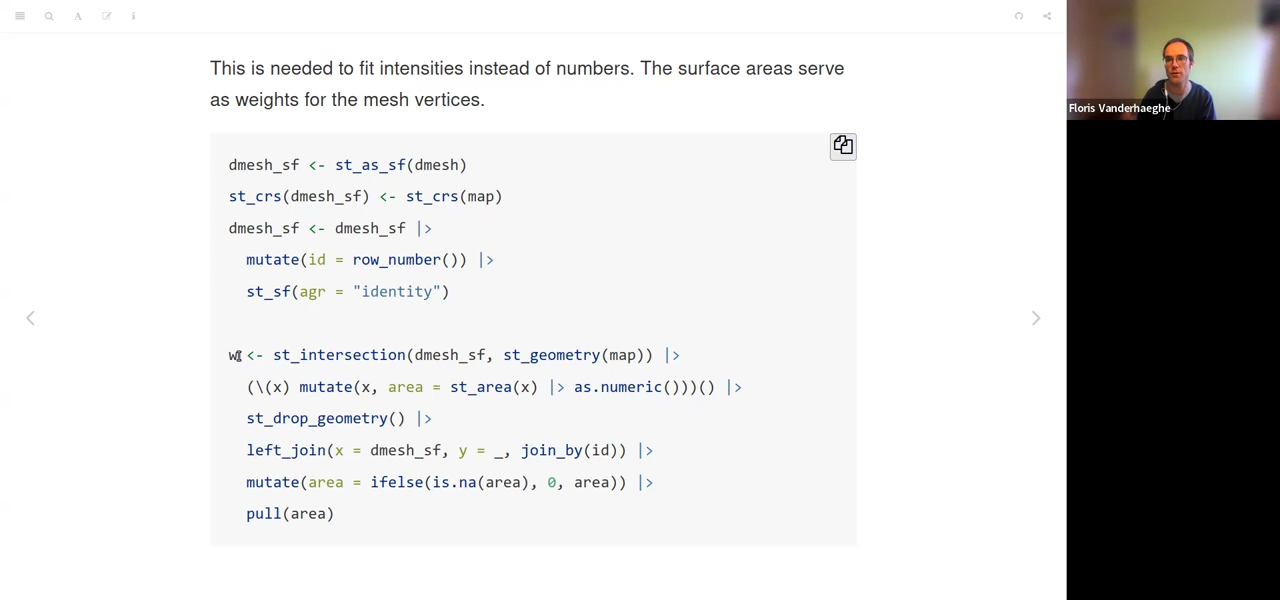 This is needed to fit intensities instead of numbers. The surface areas serve
as weights for the mesh vertices.
dmesh_sf <- st_as_sf(dmesh)
st_crs(dmesh_sf) <- st_crs(map)
dmesh_sf <- dmesh_sf |>
  mutate(id = row_number()) |>
  st_sf(agr = "identity")
w <- st_intersection(dmesh_sf, st_geometry(map)) |>
  (\(x) mutate(x, area = st_area(x) |> as.numeric()))() |>
  st_drop_geometry() |>
  left_join(x = dmesh_sf, y = _, join_by(id)) |>
  mutate(area = ifelse(is.na(area), 0, area)) |>
  pull(area)
Floris Vanderhaeghe